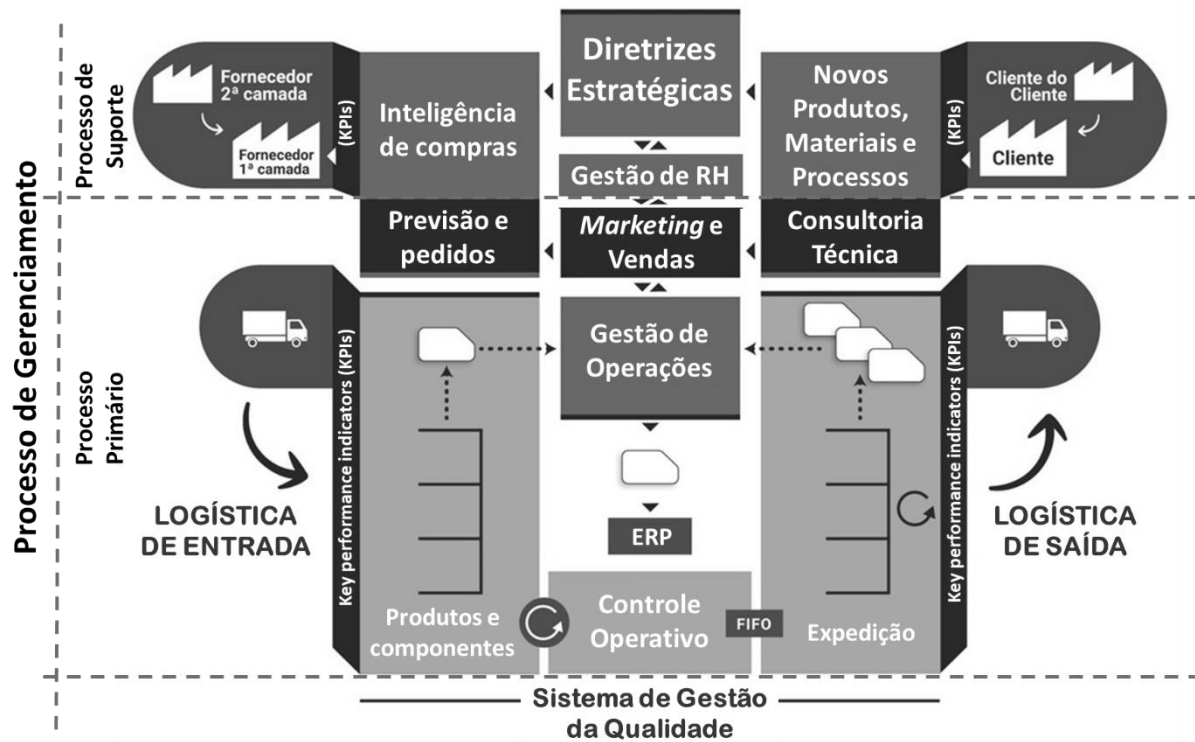 Processo de Gerenciamento
Processo de
Suporte
Fornecedor
2ª camada
Fornecedor
1ª camada
(KPIs)
Inteligência
de compras
Diretrizes
Estratégicas
Gestão de RH
Novos
Produtos,
Materiais e
Processos
(KPIs)
Cliente do
Cliente
Cliente
Processo
Primário
Previsão e
pedidos
Marketing e
Vendas
Consultoria
Técnica
LOGÍSTICA
DE ENTRADA
Key performance indicators (KPIs)
Gestão de
Operações
ERP
Key performance indicators (KPIs)
LOGÍSTICA
DE SAÍDA
Produtos e
componentes
Controle
Operativo
FIFO
Expedição
Sistema de Gestão
da Qualidade